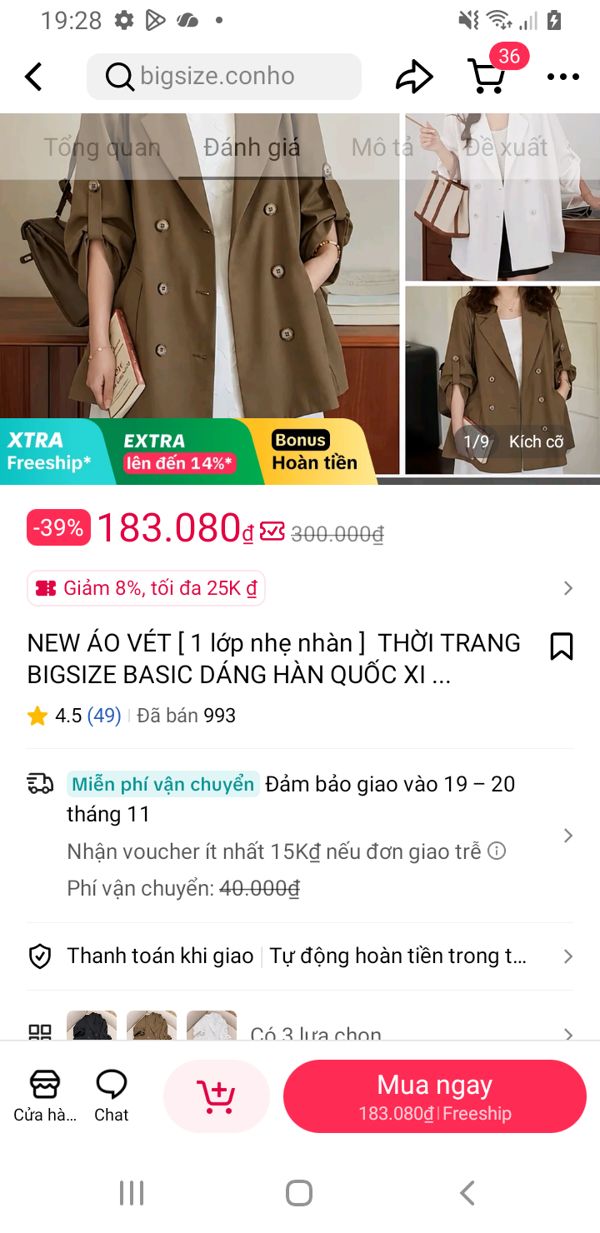 19:28
bigsize.conho
36
Tổng quan
Đánh giá
Mô tả
Đề xuất
XTRA
Freeship*
EXTRA
lên đến 14%*
Bonus
Hoàn tiền
1/9 Kích cỡ
-39% 183.080₫ 300.000₫
Giảm 8%, tối đa 25K ₫
NEW ÁO VÉT [ 1 lớp nhẹ nhàn ] THỜI TRANG
BIGSIZE BASIC DÁNG HÀN QUỐC XI ...
4.5 (49) Đã bán 993
Miễn phí vận chuyển Đảm bảo giao vào 19 – 20
tháng 11
Nhận voucher ít nhất 15K₫ nếu đơn giao trễ
Phí vận chuyển: 40.000₫
Thanh toán khi giao Tự động hoàn tiền trong t...
Có 3 lựa chọn
Cửa hà...
Chat
Mua ngay
183.080₫ Freeship